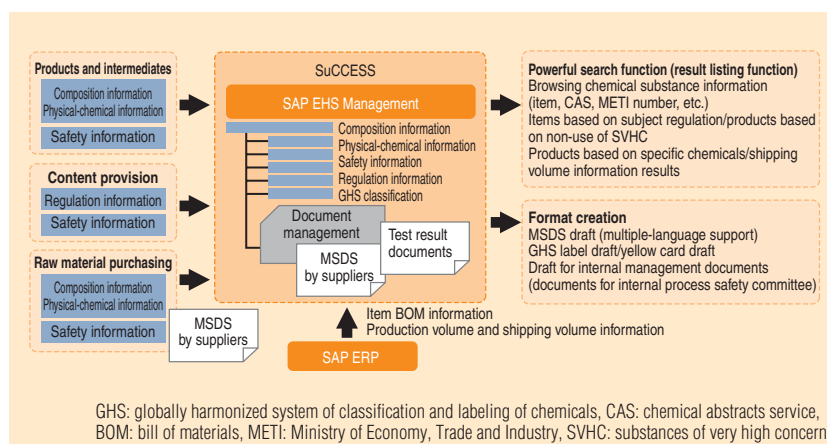 Products and intermediates
Composition information
Physical-chemical information
Safety information
Content provision
Regulation information
Safety information
Raw material purchasing
Composition information
Physical-chemical information
Safety information
MSDS
by suppliers
SuCCESS
SAP EHS Management
Composition information
Physical-chemical information
Safety information
Regulation information
GHS classification
Document
management
MSDS
by suppliers
Test result
documents
Item BOM information
Production volume and shipping volume information
SAP ERP
Powerful search function (result listing function)
Browsing chemical substance information
(item, CAS, METI number, etc.)
Items based on subject regulation/products based
on non-use of SVHC
Products based on specific chemicals/shipping
volume information results
Format creation
MSDS draft (multiple-language support)
GHS label draft/yellow card draft
Draft for internal management documents
(documents for internal process safety committee)
GHS: globally harmonized system of classification and labeling of chemicals, CAS: chemical abstracts service,
BOM: bill of materials, METI: Ministry of Economy, Trade and Industry, SVHC: substances of very high concern